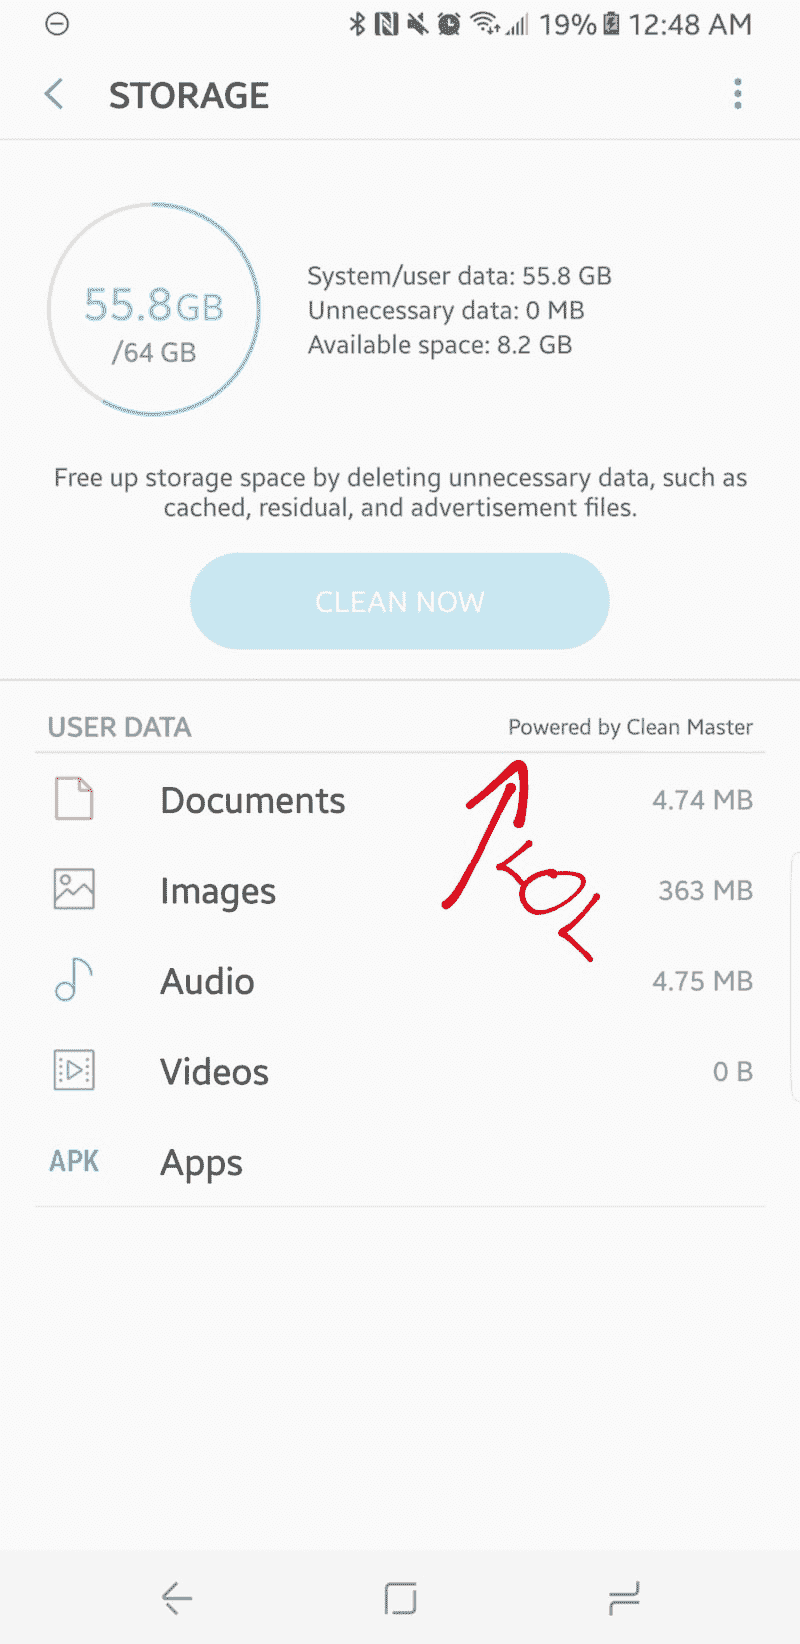 19% 12:48 AM
STORAGE
55.8GB
/64 GB
System/user data: 55.8 GB
Unnecessary data: 0 MB
Available space: 8.2 GB
Free up storage space by deleting unnecessary data, such as
cached, residual, and advertisement files.
CLEAN NOW
USER DATA Powered by Clean Master
Documents 4.74 MB
LOL
Images 363 MB
Audio 4.75 MB
Videos 0 B
APK Apps